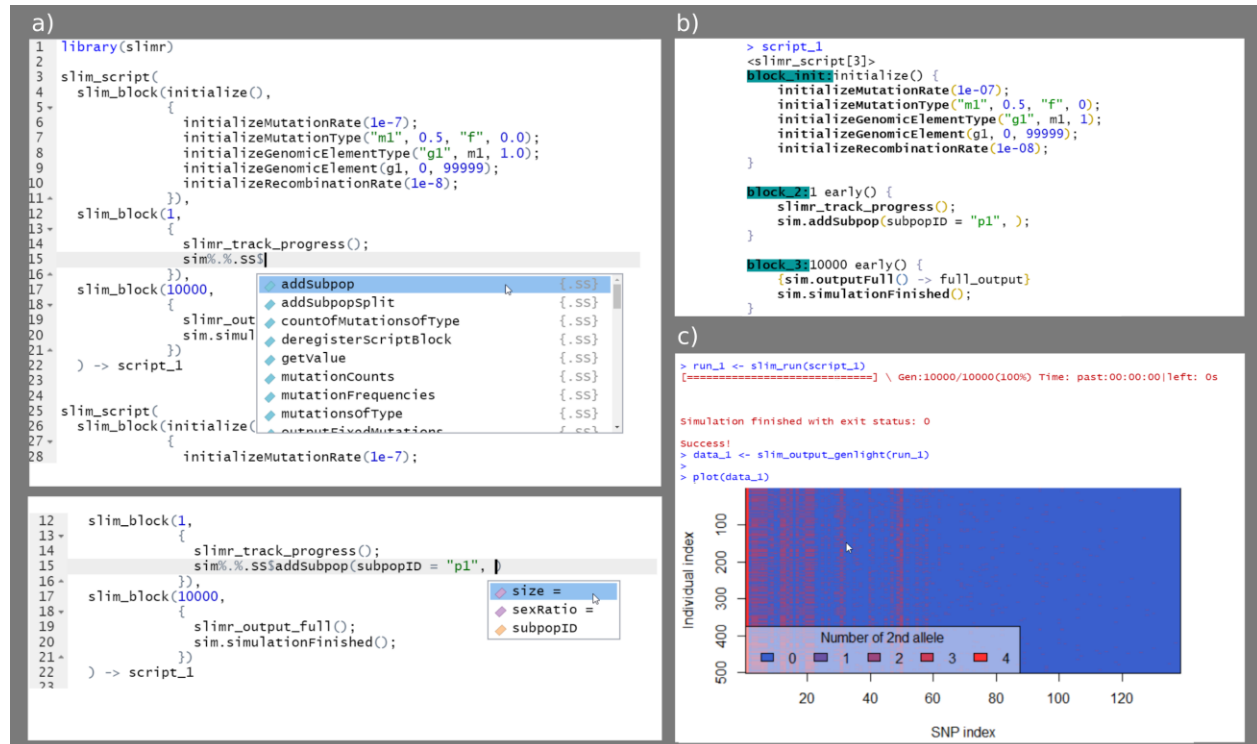 a)
1 library(slimr)
2
3 slim_script(
4 slim_block(initialize(),
5 {
6 initializeMutationRate(1e-7);
7 initializeMutationType("m1", 0.5, "f", 0.0);
8 initializeGenomicElementType("g1", m1, 1.0);
9 initializeGenomicElement(g1, 0, 99999);
10 initializeRecombinationRate(1e-8);
11 }),
12 slim_block(1,
13 {
14 slimr_track_progress();
15 sim%.%.SS$
16 }),
17 slim_block(10000,
18 {
19 slimr_out
20 sim.simul
21 })
22 ) -> script_1
23
24
25 slim_script(
26 slim_block(initialize(
27 {
28 initializeMutationRate(1e-7);
addSubpop {.SS}
addSubpopSplit {.SS}
countOfMutationsOfType {.SS}
deregisterScriptBlock {.SS}
getValue {.SS}
mutationCounts {.SS}
mutationFrequencies {.SS}
mutationsOfType {.SS}
outputFixedMutations {.SS}
12 slim_block(1,
13 {
14 slimr_track_progress();
15 sim%.%.SS$addSubpop(subpopID = "p1", )
16 }),
17 slim_block(10000,
18 {
19 slimr_output_full();
20 sim.simulationFinished();
21 })
22 ) -> script_1
23
size =
sexRatio =
subpopID
b)
> script_1
<slimr_script[3]>
block_init:initialize() {
initializeMutationRate(1e-07);
initializeMutationType("m1", 0.5, "f", 0);
initializeGenomicElementType("g1", m1, 1);
initializeGenomicElement(g1, 0, 99999);
initializeRecombinationRate(1e-08);
}
block_2:1 early() {
slimr_track_progress();
sim.addSubpop(subpopID = "p1", );
}
block_3:10000 early() {
{sim.outputFull() -> full_output}
sim.simulationFinished();
}
c)
> run_1 <- slim_run(script_1)
[=============================] \ Gen:10000/10000(100%) Time: past:00:00:00|left: 0s
Simulation finished with exit status: 0
Success!
> data_1 <- slim_output_genlight(run_1)
>
> plot(data_1)
Individual index
100
200
300
400
500
Number of 2nd allele
0 1 2 3 4
20 40 60 80 100 120
SNP index